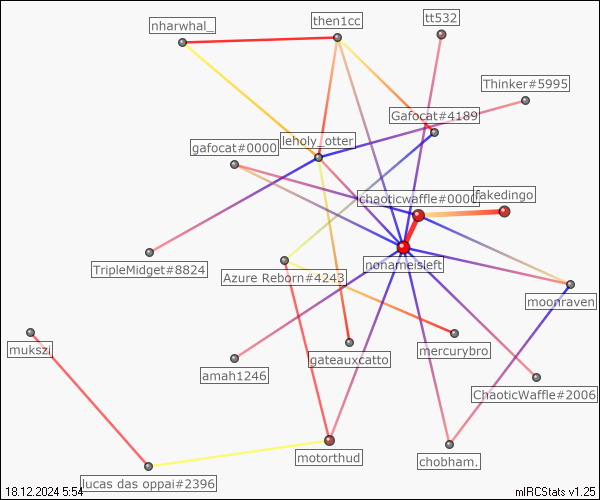 then1cc
tt532
nharwhal_
Thinker#5995
Gafocat#4189
leholy_otter
gafocat#0000
fakedingo
chaoticwaffle#0000
nonameisleft
TripleMidget#8824
Azure Reborn#4243
moonraven
mukszi
mercurybro
gateauxcatto
amah1246
ChaoticWaffle#2006
motorthud
chobham.
lucas das oppai#2396
18.12.2024 5:54
mIRCStats v1.25